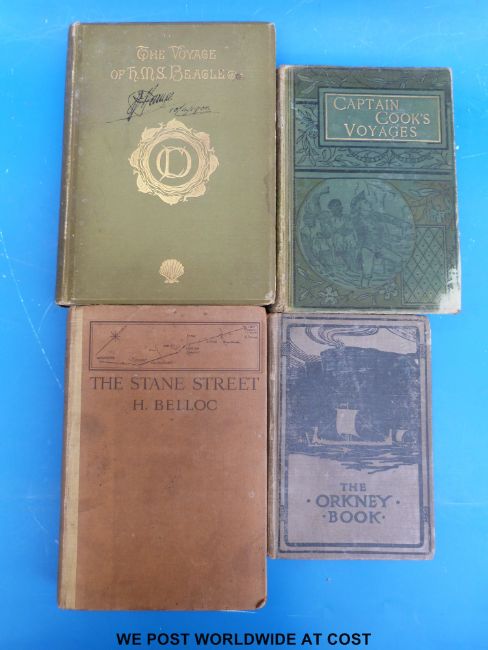 THE VOYAGE
OF H.M.S. BEAGLE
CD
CAPTAIN
COOK'S
VOYAGES
THE STANE STREET
H. BELLOC
THE
·ORKNEY·
·BOOK·
WE POST WORLDWIDE AT COST